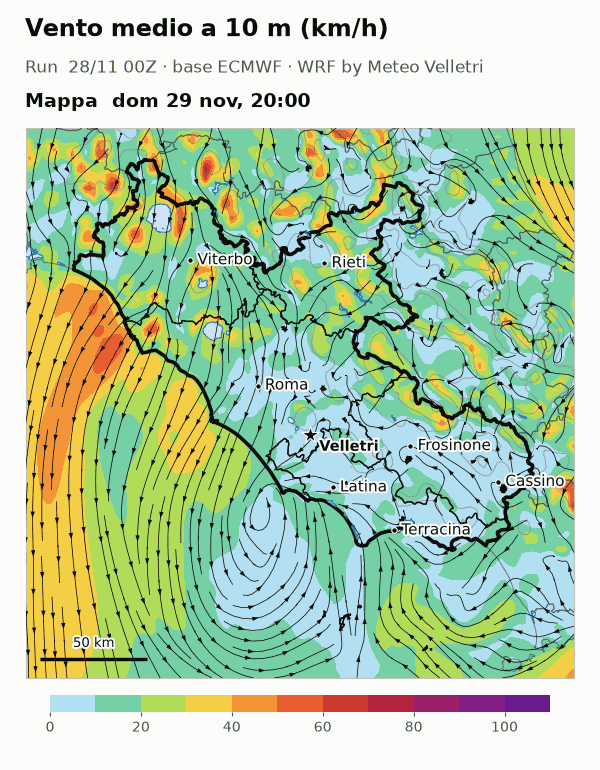 Vento medio a 10 m (km/h)
Run 28/11 00Z · base ECMWF · WRF by Meteo Velletri
Mappa dom 29 nov, 20:00
Viterbo
Rieti
Roma
Velletri
Frosinone
Cassino
Latina
Terracina
50 km
0 20 40 60 80 100